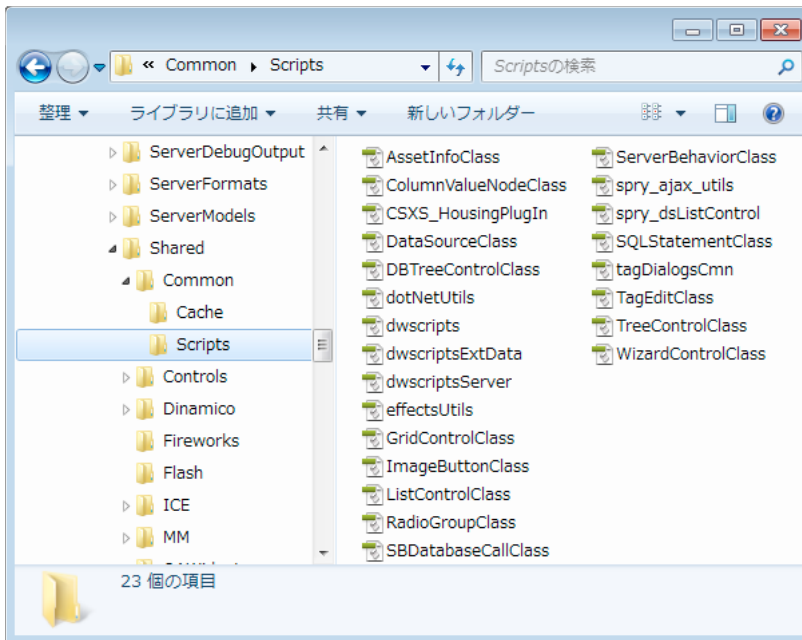 « Common Scripts
Scriptsの検索
整理 ライブラリに追加 共有 新しいフォルダー
ServerDebugOutput
ServerFormats
ServerModels
Shared
Common
Cache
Scripts
Controls
Dinamico
Fireworks
Flash
ICE
MM
AssetInfoClass
ColumnValueNodeClass
CSXS_HousingPlugIn
DataSourceClass
DBTreeControlClass
dotNetUtils
dwscripts
dwscriptsExtData
dwscriptsServer
effectsUtils
GridControlClass
ImageButtonClass
ListControlClass
RadioGroupClass
SBDatabaseCallClass
ServerBehaviorClass
spry_ajax_utils
spry_dsListControl
SQLStatementClass
tagDialogsCmn
TagEditClass
TreeControlClass
WizardControlClass
23 個の項目